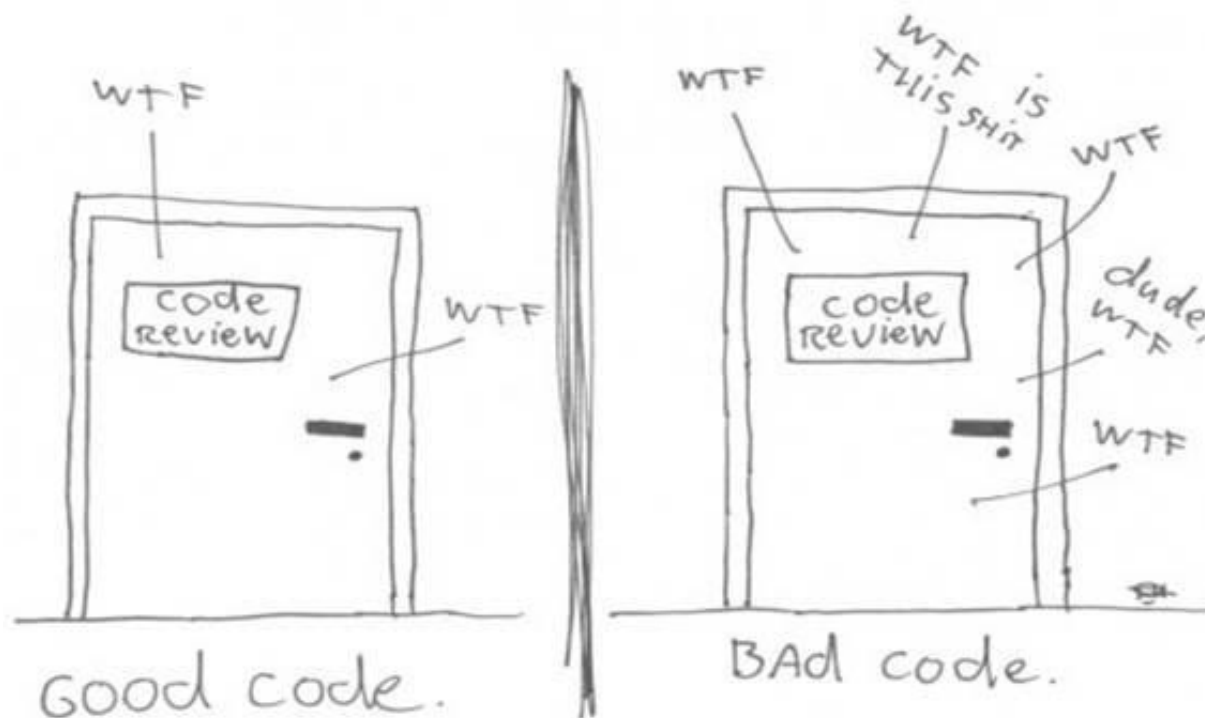 WTF
code
Review
WTF
GOOD code.
WTF
WTF is
THIS SHIT
WTF
code
Review
dude,
WTF
WTF
BAd code.